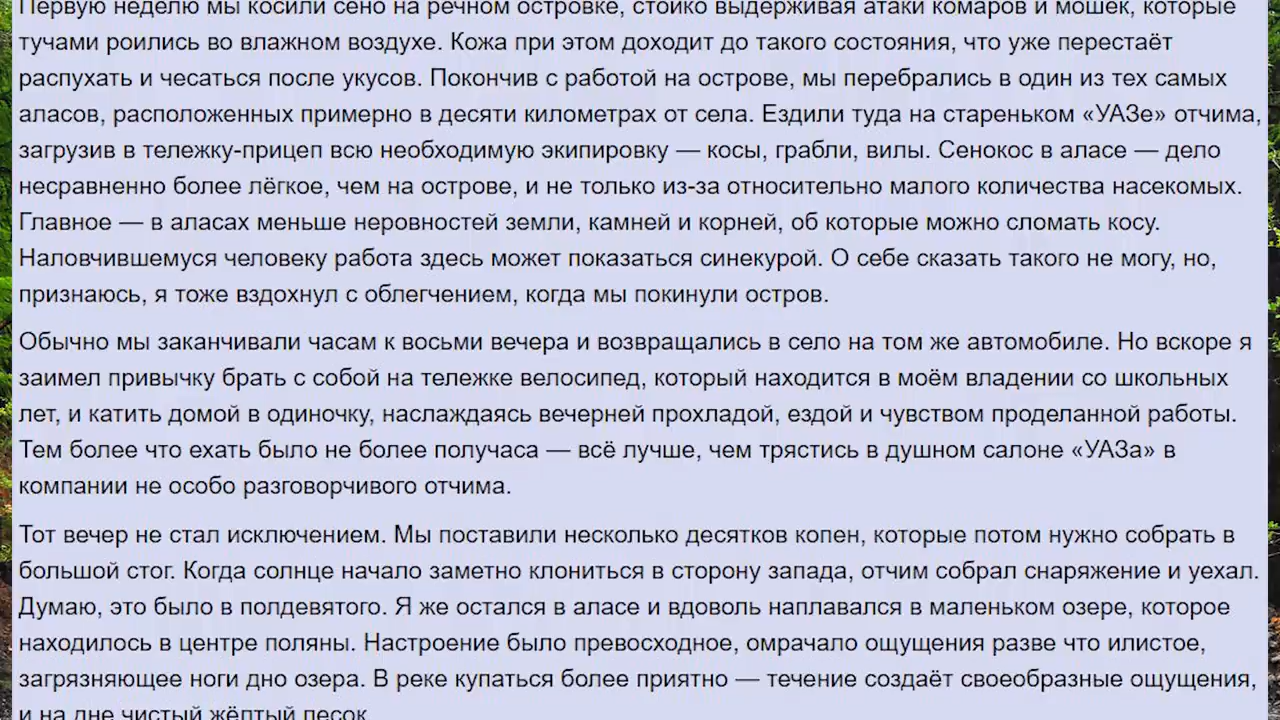 Первую неделю мы косили сено на речном островке, стойко выдерживая атаки комаров и мошек, которые
тучами роились во влажном воздухе. Кожа при этом доходит до такого состояния, что уже перестаёт
распухать и чесаться после укусов. Покончив с работой на острове, мы перебрались в один из тех самых
аласов, расположенных примерно в десяти километрах от села. Ездили туда на стареньком «УАЗе» отчима,
загрузив в тележку-прицеп всю необходимую экипировку — косы, грабли, вилы. Сенокос в аласе — дело
несравненно более лёгкое, чем на острове, и не только из-за относительно малого количества насекомых.
Главное — в аласах меньше неровностей земли, камней и корней, об которые можно сломать косу.
Наловчившемуся человеку работа здесь может показаться синекурой. О себе сказать такого не могу, но,
признаюсь, я тоже вздохнул с облегчением, когда мы покинули остров.
Обычно мы заканчивали часам к восьми вечера и возвращались в село на том же автомобиле. Но вскоре я
заимел привычку брать с собой на тележке велосипед, который находится в моём владении со школьных
лет, и катить домой в одиночку, наслаждаясь вечерней прохладой, ездой и чувством проделанной работы.
Тем более что ехать было не более получаса — всё лучше, чем трястись в душном салоне «УАЗа» в
компании не особо разговорчивого отчима.
Тот вечер не стал исключением. Мы поставили несколько десятков копен, которые потом нужно собрать в
большой стог. Когда солнце начало заметно клониться в сторону запада, отчим собрал снаряжение и уехал.
Думаю, это было в полдевятого. Я же остался в аласе и вдоволь наплавался в маленьком озере, которое
находилось в центре поляны. Настроение было превосходное, омрачало ощущения разве что илистое,
загрязняющее ноги дно озера. В реке купаться более приятно — течение создаёт своеобразные ощущения,
и на дне чистый жёлтый песок